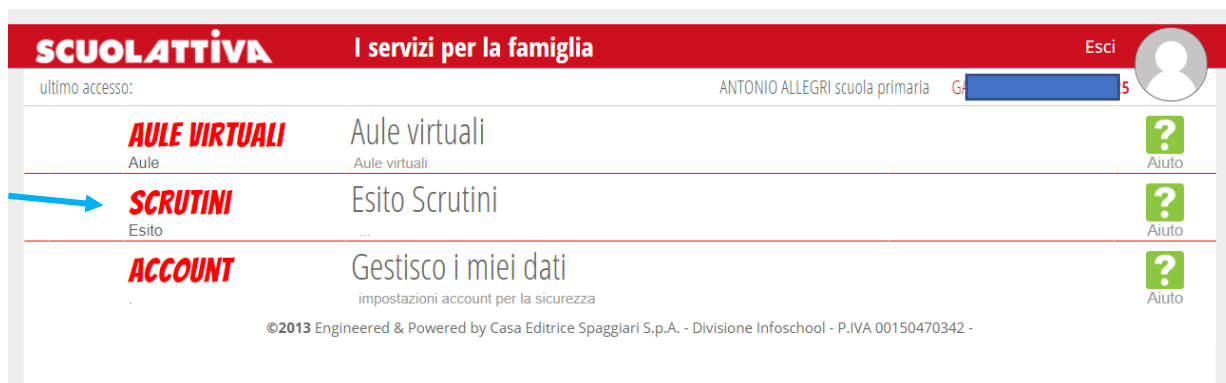 SCUOLATTIVA I servizi per la famiglia Esci
ultimo accesso: ANTONIO ALLEGRI scuola primaria GA 5
AULE VIRTUALI Aule virtuali
Aule Aule virtuali Aiuto
SCRUTINI Esito Scrutini
Esito ... Aiuto
ACCOUNT Gestisco i miei dati
. impostazioni account per la sicurezza Aiuto
©2013 Engineered & Powered by Casa Editrice Spaggiari S.p.A. - Divisione Infoschool - P.IVA 00150470342 -